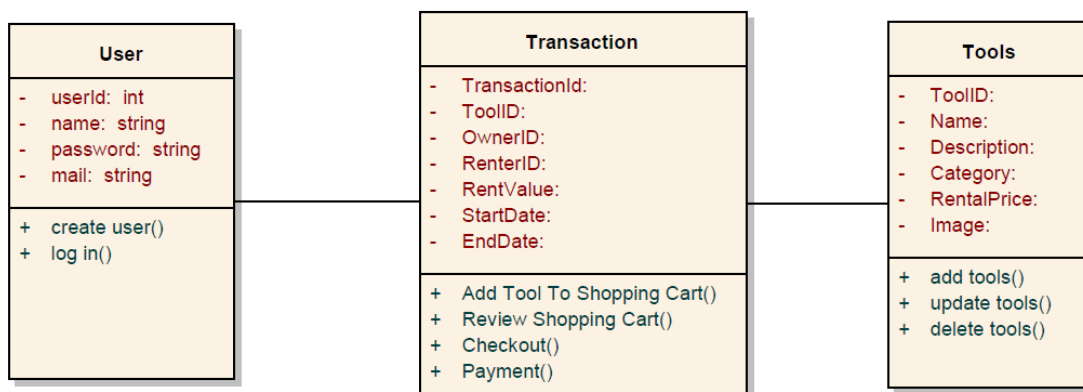 User
- userId: int
- name: string
- password: string
- mail: string
+ create user()
+ log in()
Transaction
- TransactionId:
- ToolID:
- OwnerID:
- RenterID:
- RentValue:
- StartDate:
- EndDate:
+ Add Tool To Shopping Cart()
+ Review Shopping Cart()
+ Checkout()
+ Payment()
Tools
- ToolID:
- Name:
- Description:
- Category:
- RentalPrice:
- Image:
+ add tools()
+ update tools()
+ delete tools()